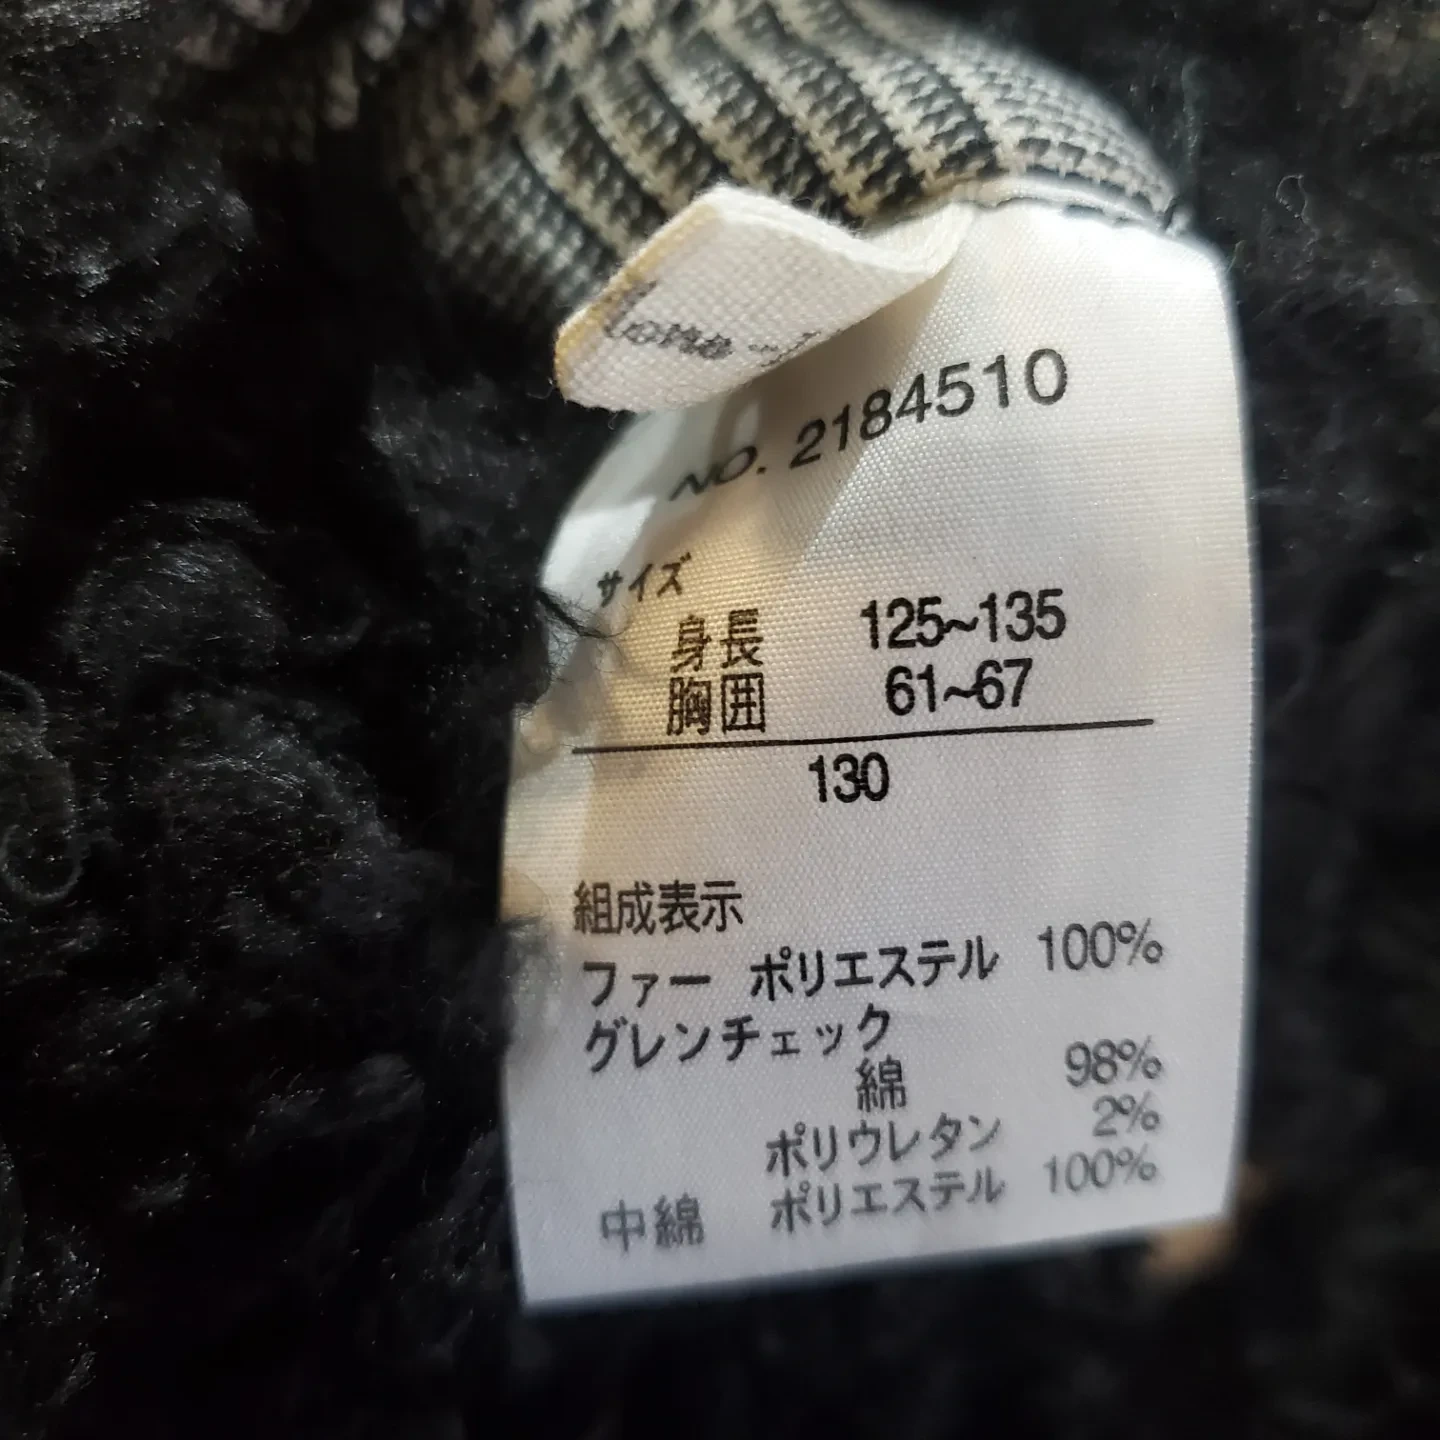 NO. 2184510
サイズ
身長 125~135
胸囲 61~67
130
組成表示
ファー ポリエステル 100%
グレンチェック
綿 98%
ポリウレタン 2%
中綿 ポリエステル 100%